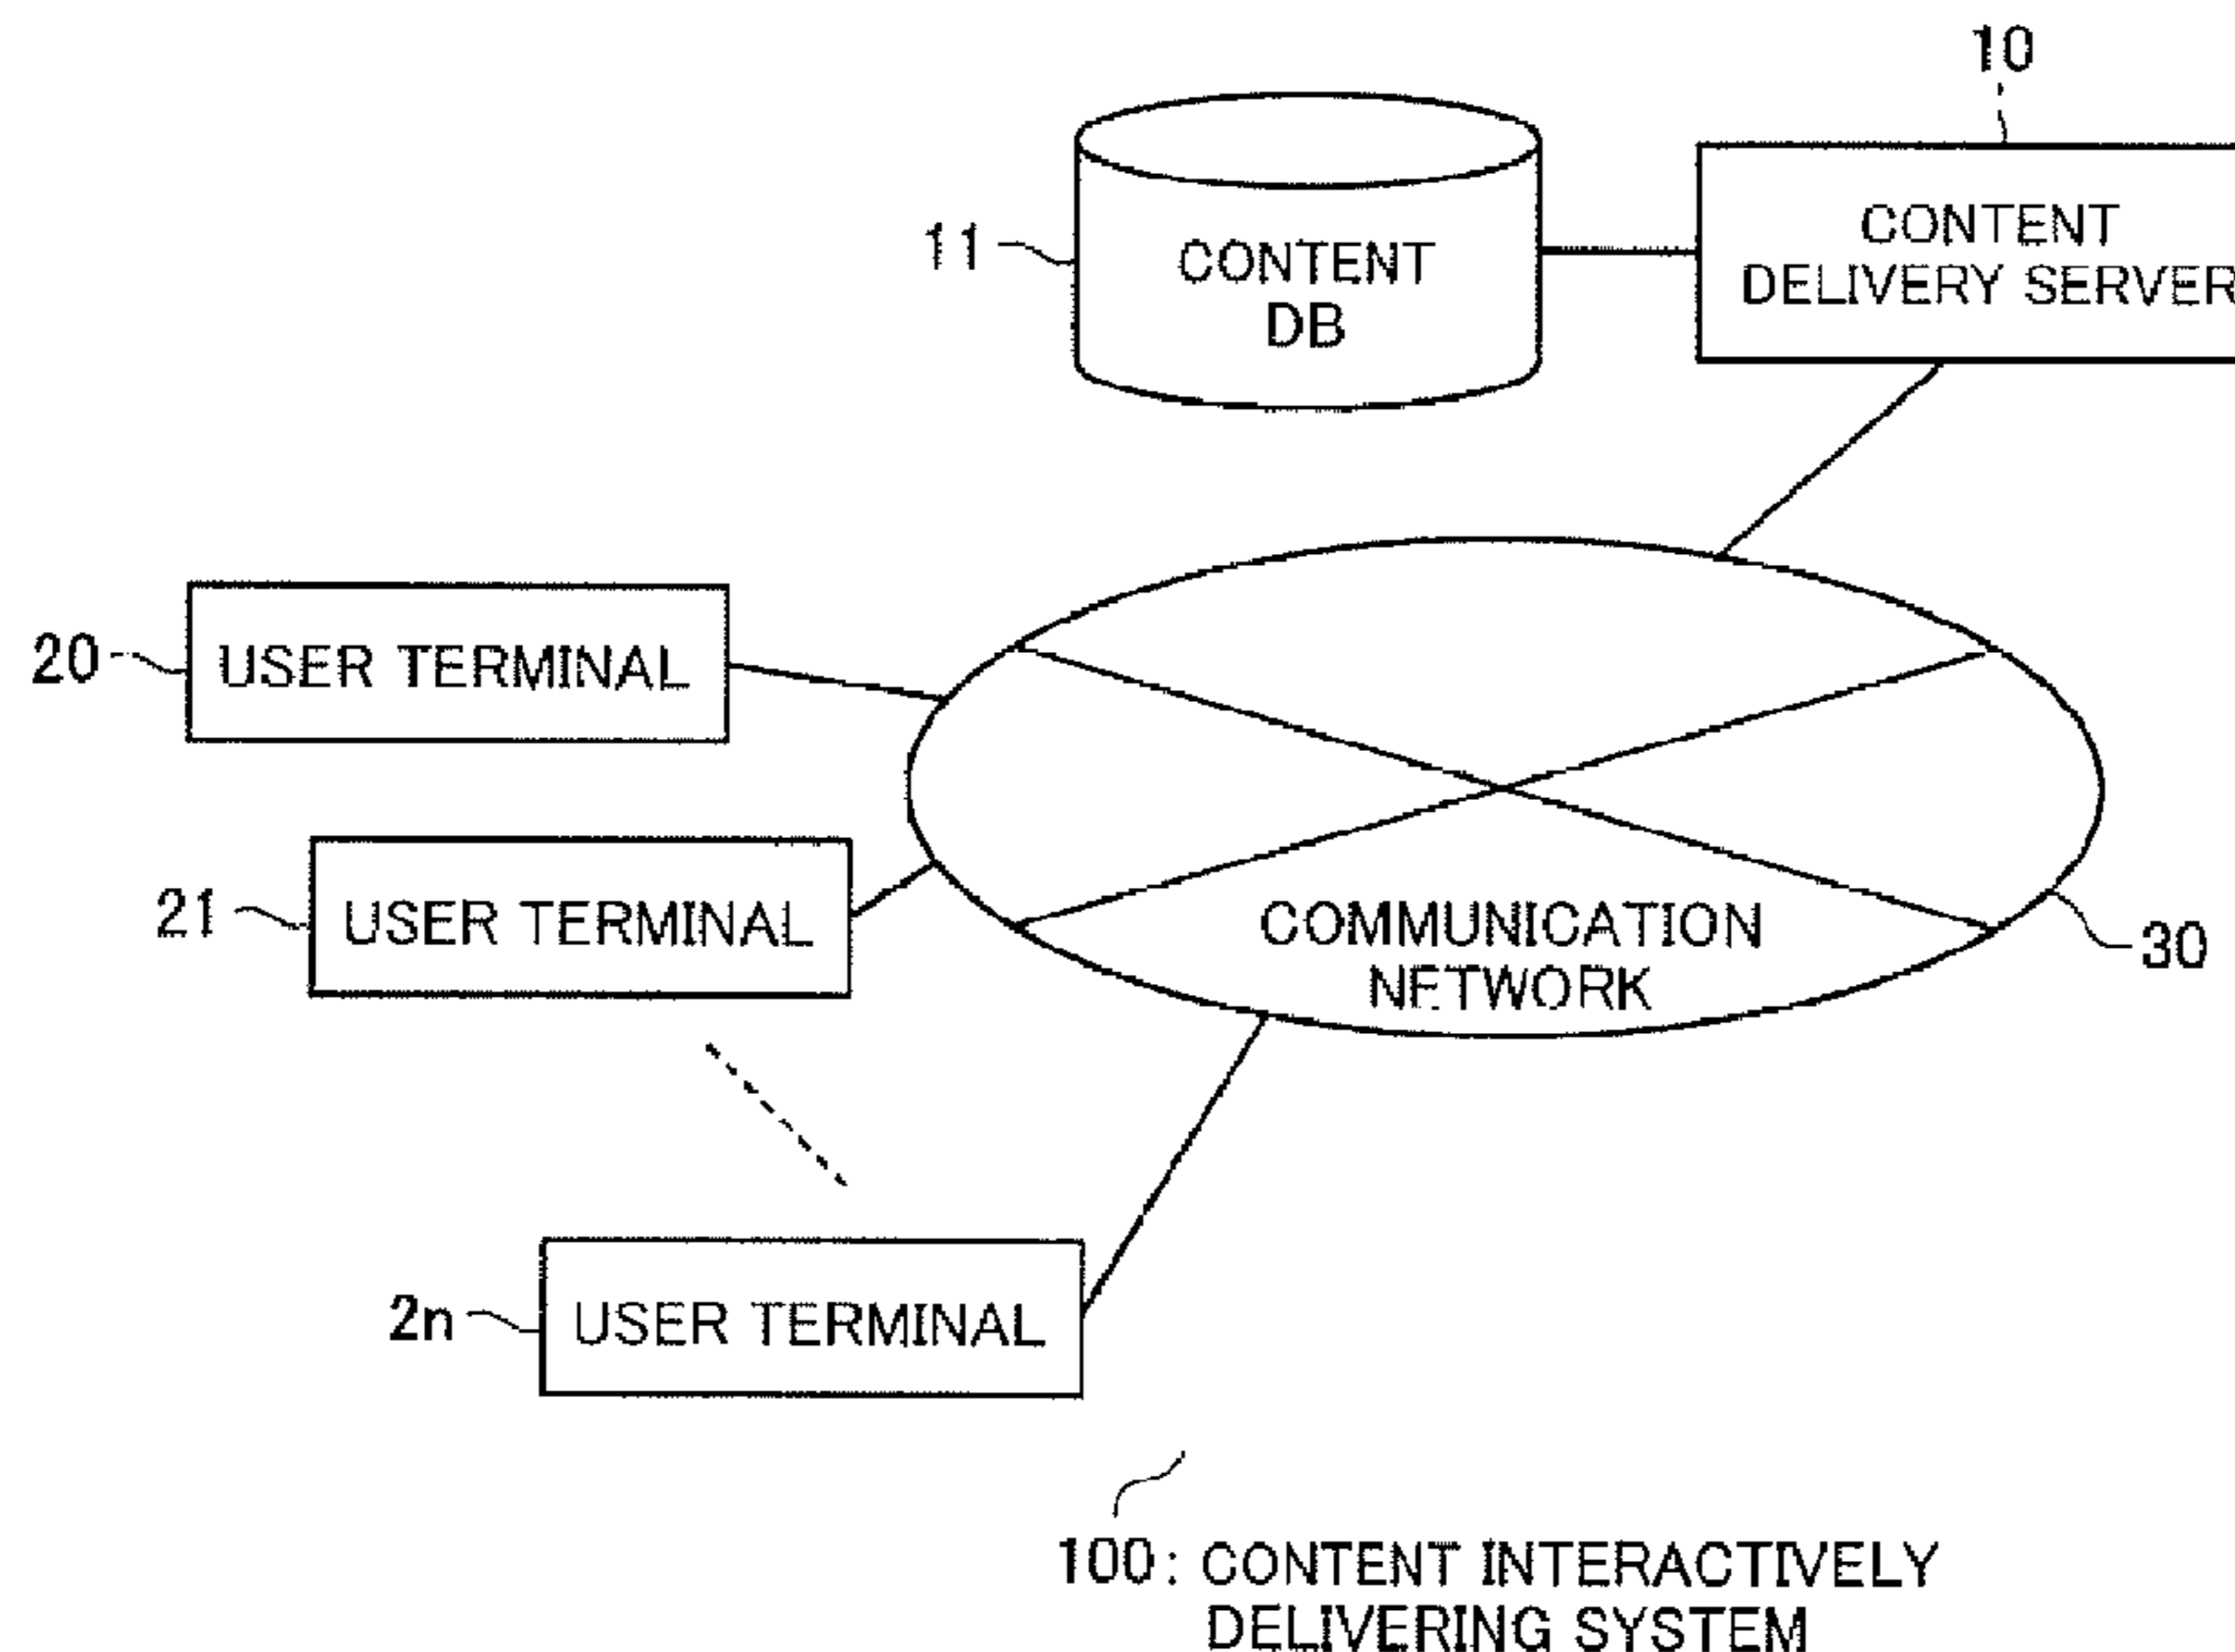 10
11
CONTENT
DB
CONTENT
DELIVERY SERVER
20
USER TERMINAL
21
USER TERMINAL
COMMUNICATION
NETWORK
30
2n
USER TERMINAL
100: CONTENT INTERACTIVELY
DELIVERING SYSTEM